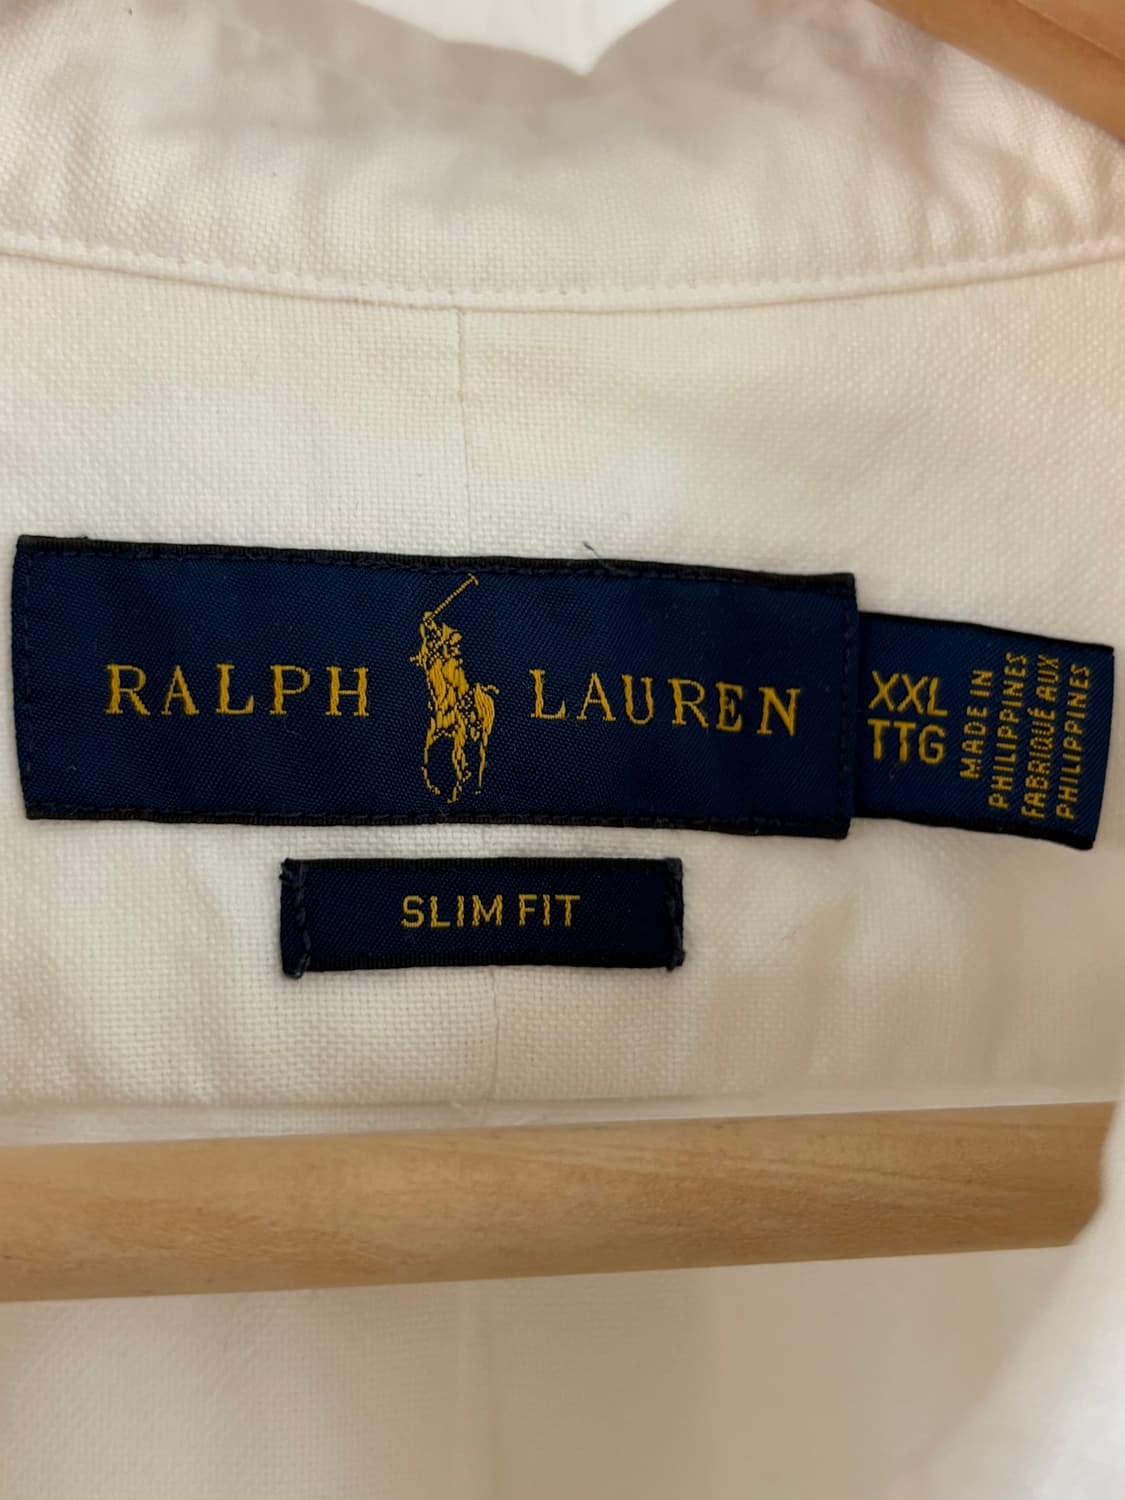 RALPH LAUREN
XXL
TTG
MADE IN
PHILIPPINES
FABRIQUÉ AUX
PHILIPPINES
SLIM FIT